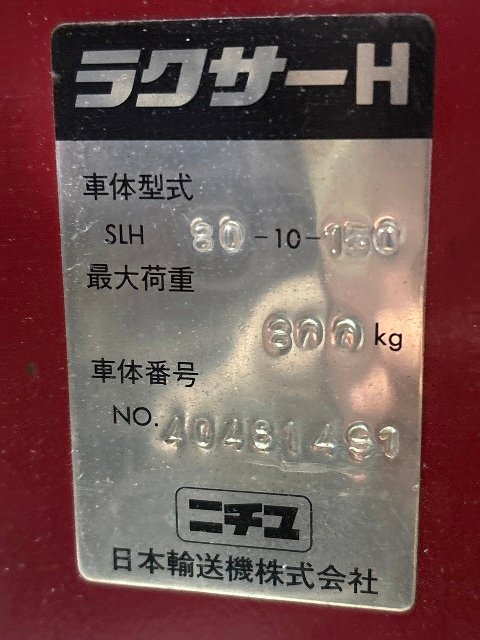 ラクサーH
車体型式
SLH 80-10-150
最大荷重
800 kg
車体番号
NO. 40481491
ニチユ
日本輸送機株式会社